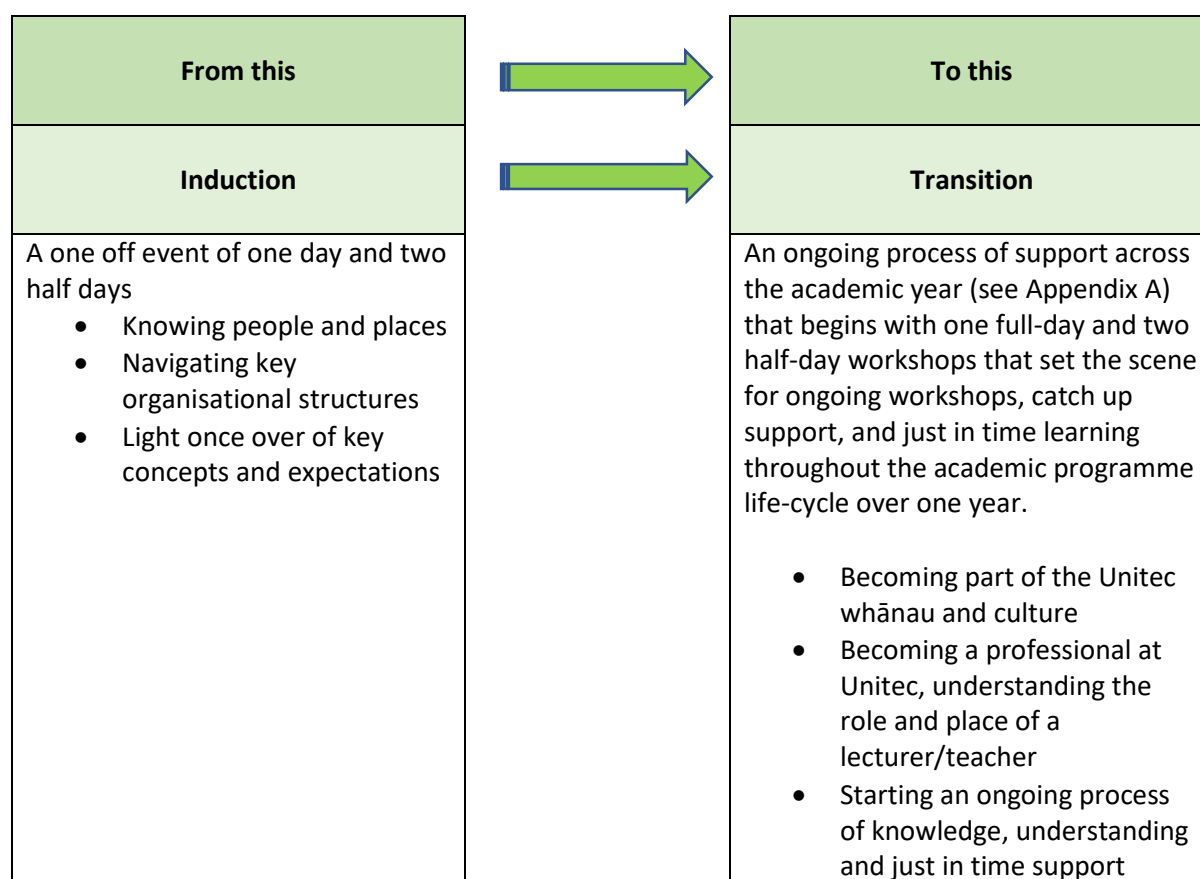 From this
To this
Induction
Transition
A one off event of one day and two
half days
• Knowing people and places
• Navigating key
organisational structures
• Light once over of key
concepts and expectations
An ongoing process of support across
the academic year (see Appendix A)
that begins with one full-day and two
half-day workshops that set the scene
for ongoing workshops, catch up
support, and just in time learning
throughout the academic programme
life-cycle over one year.
• Becoming part of the Unitec
whānau and culture
• Becoming a professional at
Unitec, understanding the
role and place of a
lecturer/teacher
• Starting an ongoing process
of knowledge, understanding
and just in time support